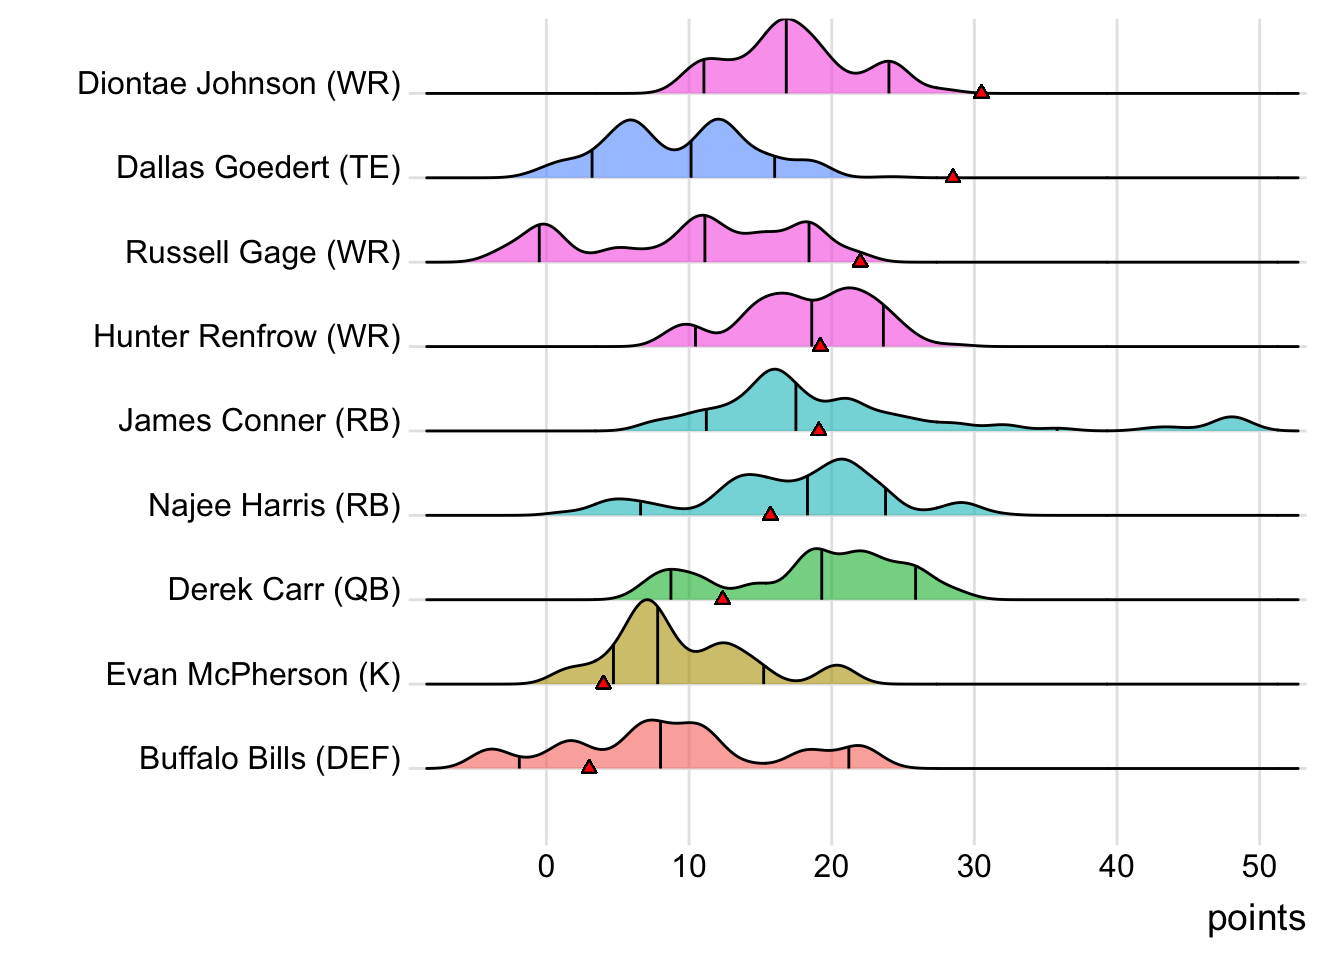 Diontae Johnson (WR)
Dallas Goedert (TE)
Russell Gage (WR)
Hunter Renfrow (WR)
James Conner (RB)
Najee Harris (RB)
Derek Carr (QB)
Evan McPherson (K)
Buffalo Bills (DEF)
0 10 20 30 40 50
points